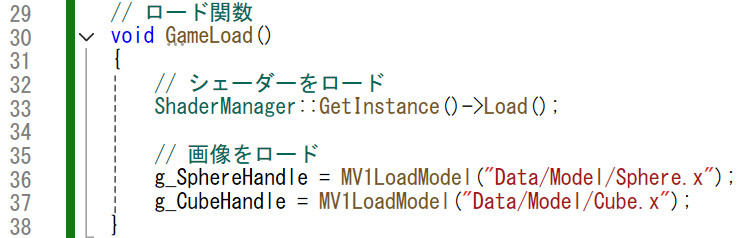 29 // ロード関数
30 void GameLoad()
31 {
32 // シェーダーをロード
33 ShaderManager::GetInstance()->Load();
34
35 // 画像をロード
36 g_SphereHandle = MV1LoadModel("Data/Model/Sphere.x");
37 g_CubeHandle = MV1LoadModel("Data/Model/Cube.x");
38 }